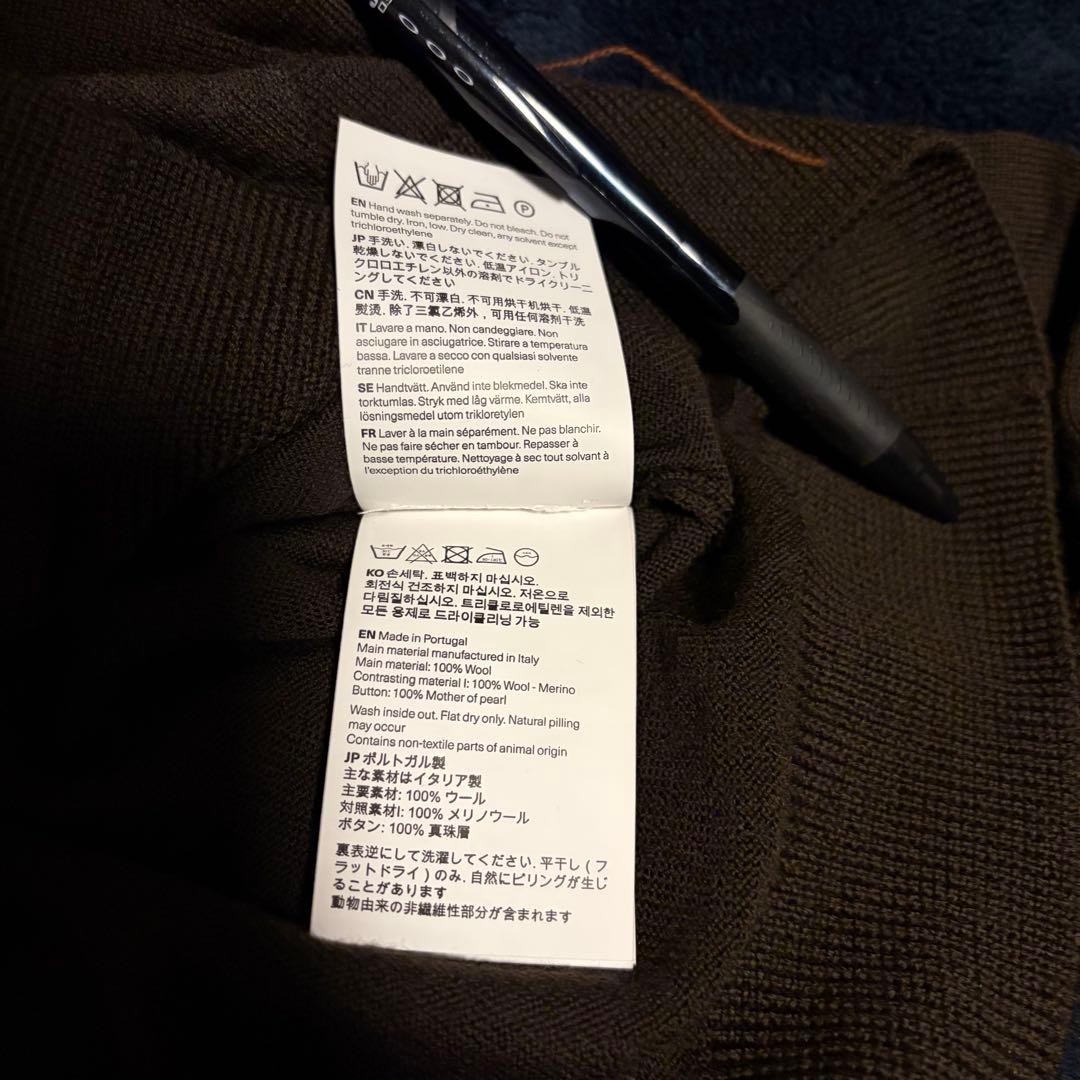 P
EN Hand wash separately. Do not bleach. Do not
tumble dry. Iron, low. Dry clean, any solvent except
trichloroethylene
JP 手洗い. 漂白しないでください. タンブル
乾燥しないでください. 低温アイロン. トリ
クロロエチレン以外の溶剤でドライクリーニ
ングしてください
CN 手洗. 不可漂白. 不可用烘干机烘干. 低温
熨烫. 除了三氯乙烯外，可用任何溶剂干洗
IT Lavare a mano. Non candeggiare. Non
asciugare in asciugatrice. Stirare a temperatura
bassa. Lavare a secco con qualsiasi solvente
tranne tricloroetilene
SE Handtvätt. Använd inte blekmedel. Ska inte
torktumlas. Stryk med låg värme. Kemtvätt, alla
lösningsmedel utom trikloretylen
FR Laver à la main séparément. Ne pas blanchir.
Ne pas faire sécher en tambour. Repasser à
basse température. Nettoyage à sec tout solvant à
l'exception du trichloroéthylène
KO 손세탁. 표백하지 마십시오.
회전식 건조하지 마십시오. 저온으로
다림질하십시오. 트리클로로에틸렌을 제외한
모든 용제로 드라이클리닝 가능
EN Made in Portugal
Main material manufactured in Italy
Main material: 100% Wool
Contrasting material I: 100% Wool - Merino
Button: 100% Mother of pearl
Wash inside out. Flat dry only. Natural pilling
may occur
Contains non-textile parts of animal origin
JP ポルトガル製
主な素材はイタリア製
主要素材: 100% ウール
対照素材I: 100% メリノウール
ボタン: 100% 真珠層
裏表逆にして洗濯してください. 平干し ( フ
ラットドライ ) のみ. 自然にピリングが生じ
ることがあります
動物由来の非繊維性部分が含まれます